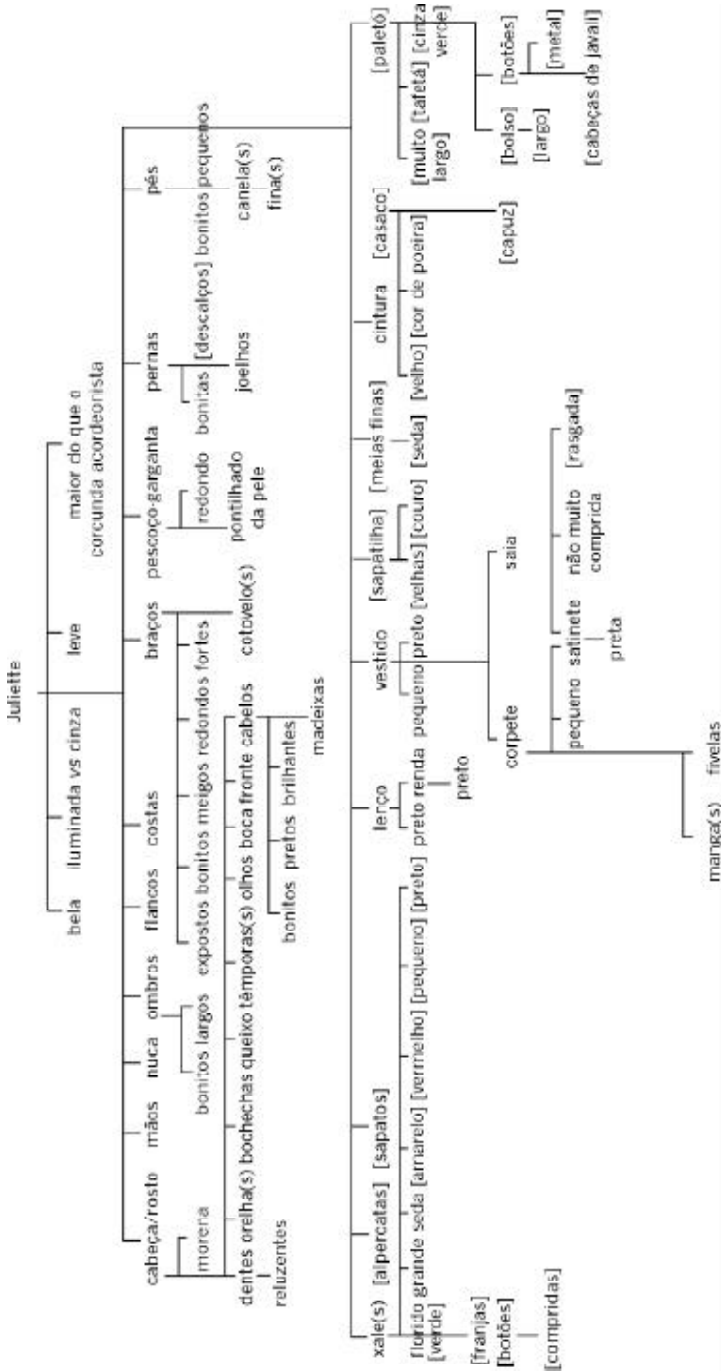 Juliette
bela iluminada vs cinza leve maior do que o
corcunda acordeonista
cabeça/rosto mãos nuca ombros flancos costas braços pescoço-garganta pernas pés
morena bonitos largos expostos bonitos meigos redondos fortes redondo bonitas [descalços] bonitos pequenos
dentes orelha(s) bochechas queixo têmporas(s) olhos boca fronte cabelos cotovelo(s) pontilhado
da pele joelhos canela(s)
fina(s)
reluzentes bonitos pretos brilhantes
madeixas
xale(s) [alpercatas] [sapatos] lenço vestido [sapatilha] [meias finas] cintura [casaco] [paletó]
florido grande seda [amarelo] [vermelho] [pequeno] [preto] preto renda pequeno preto [velhas] [couro] [seda] [velho] [cor de poeira] [muito
largo] [tafetá] [cinza
verde]
[verde] preto
[franjas] corpete saia [capuz] [bolso] [botões]
[botões] [largo] [metal]
[compridas] pequeno satinete não muito
comprida [rasgada] [cabeças de javali]
preta
manga(s) fivelas